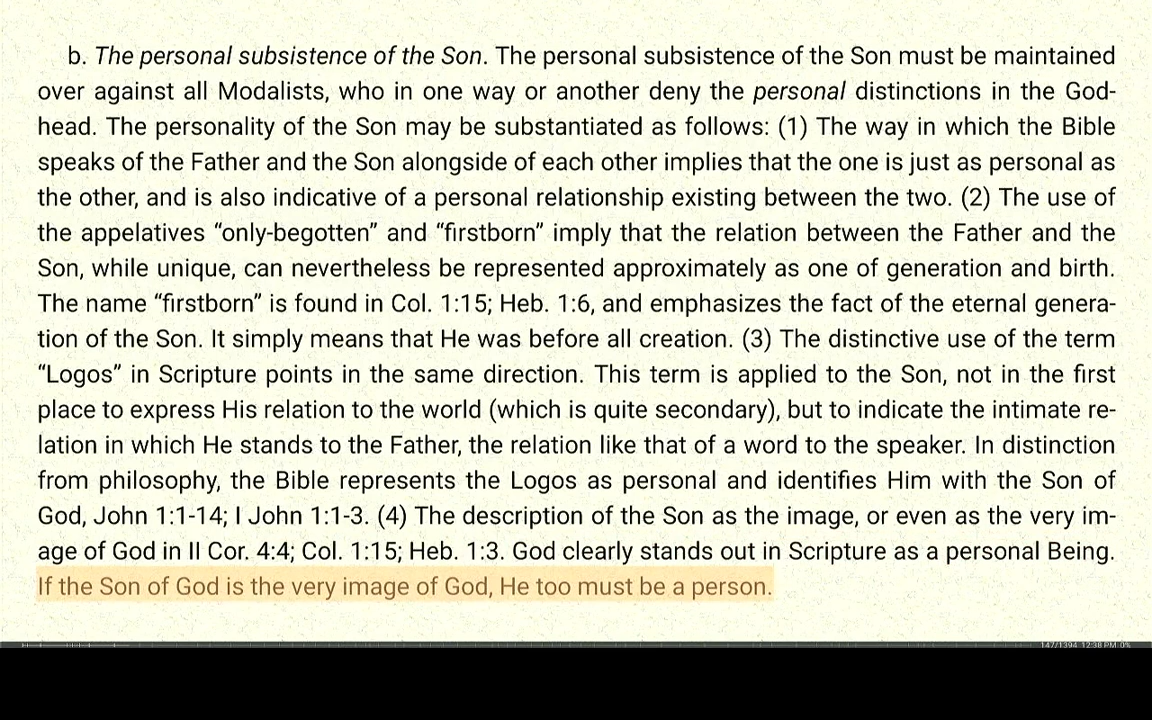 b. The personal subsistence of the Son. The personal subsistence of the Son must be maintained
over against all Modalists, who in one way or another deny the personal distinctions in the God-
head. The personality of the Son may be substantiated as follows: (1) The way in which the Bible
speaks of the Father and the Son alongside of each other implies that the one is just as personal as
the other, and is also indicative of a personal relationship existing between the two. (2) The use of
the appelatives “only-begotten” and “firstborn” imply that the relation between the Father and the
Son, while unique, can nevertheless be represented approximately as one of generation and birth.
The name “firstborn” is found in Col. 1:15; Heb. 1:6, and emphasizes the fact of the eternal genera-
tion of the Son. It simply means that He was before all creation. (3) The distinctive use of the term
“Logos” in Scripture points in the same direction. This term is applied to the Son, not in the first
place to express His relation to the world (which is quite secondary), but to indicate the intimate re-
lation in which He stands to the Father, the relation like that of a word to the speaker. In distinction
from philosophy, the Bible represents the Logos as personal and identifies Him with the Son of
God, John 1:1-14; I John 1:1-3. (4) The description of the Son as the image, or even as the very im-
age of God in II Cor. 4:4; Col. 1:15; Heb. 1:3. God clearly stands out in Scripture as a personal Being.
If the Son of God is the very image of God, He too must be a person.
147/1394 12:38 PM 0%